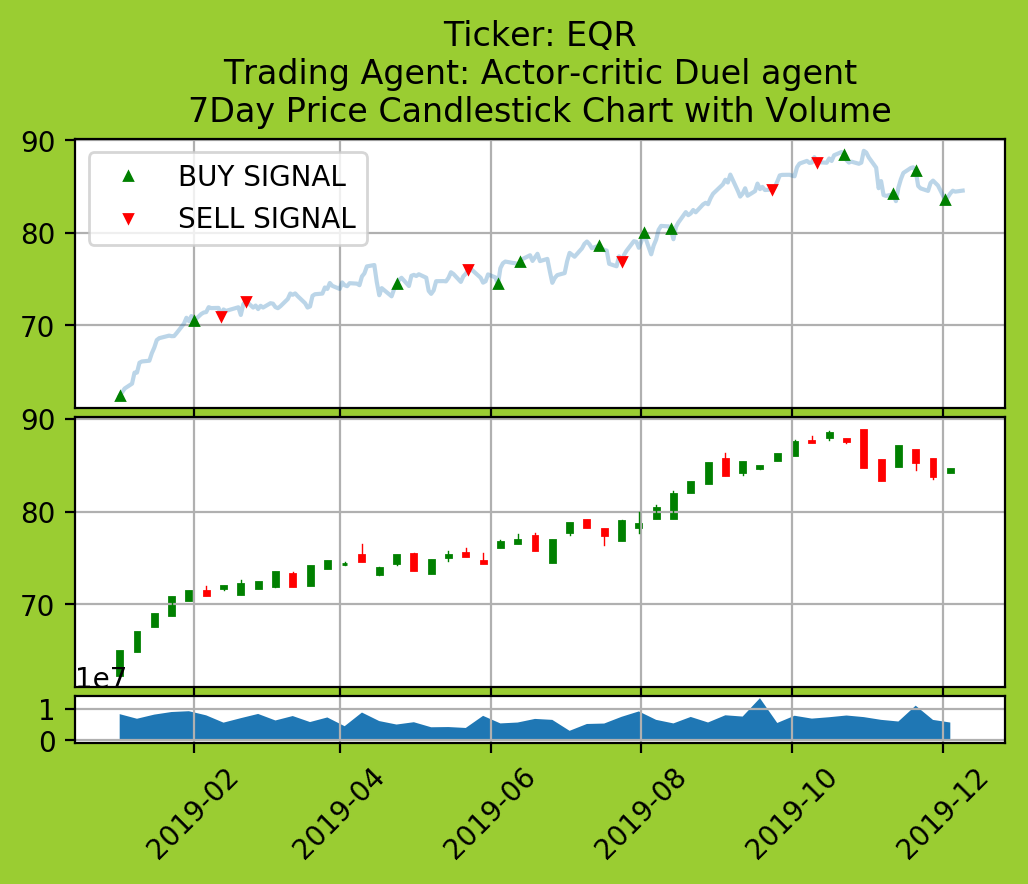 Ticker: EQR
Trading Agent: Actor-critic Duel agent
7Day Price Candlestick Chart with Volume
90
BUY SIGNAL
SELL SIGNAL
80
70
90
80
70
1e7
1
0
2019-02
2019-04
2019-06
2019-08
2019-10
2019-12